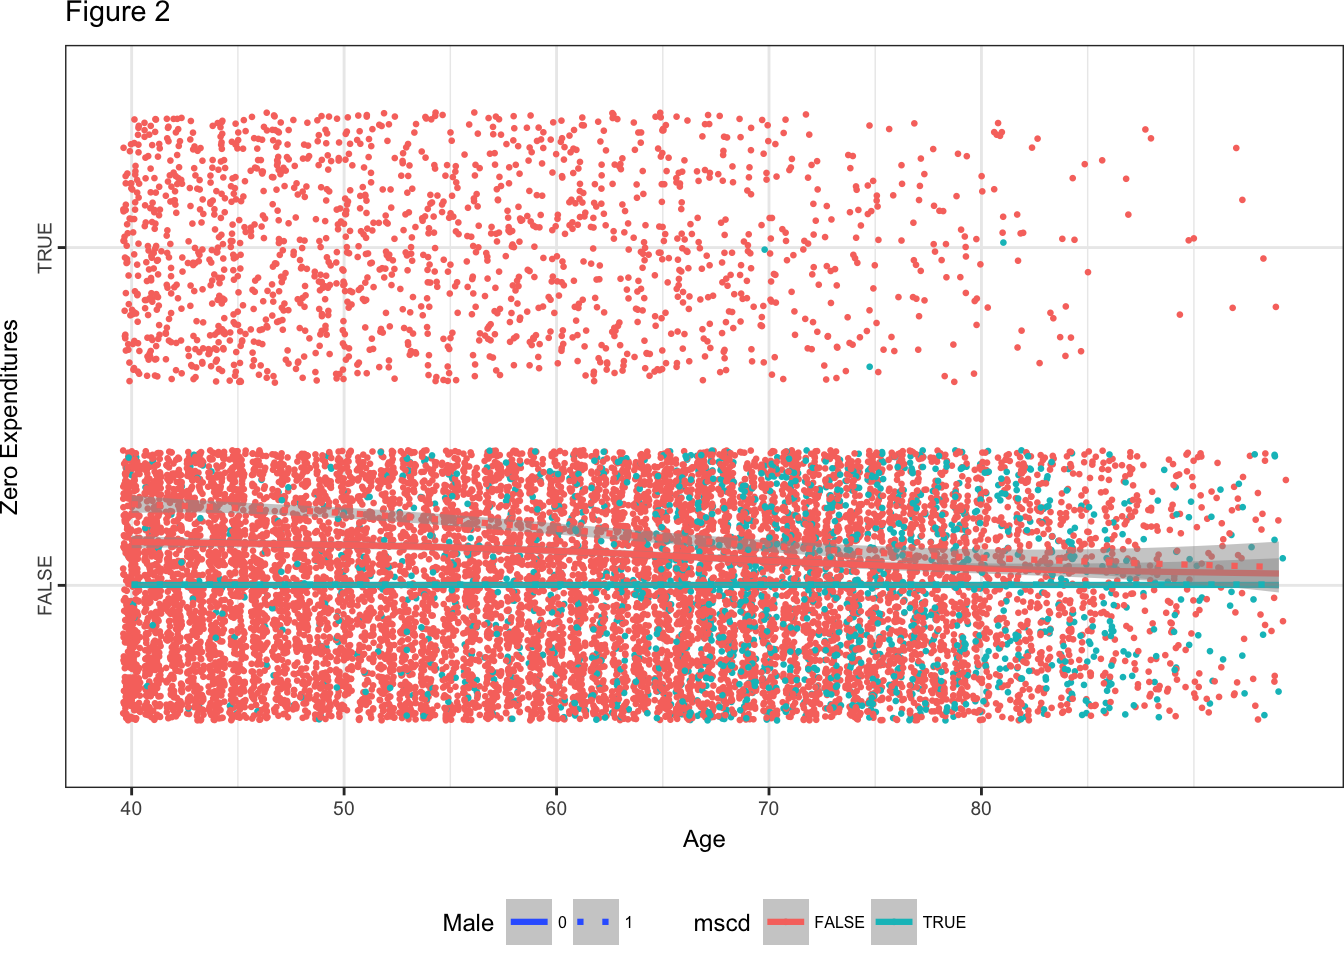 Figure 2
Zero Expenditures
TRUE
FALSE
40 50 60 70 80
Age
Male 0 1 mscd FALSE TRUE